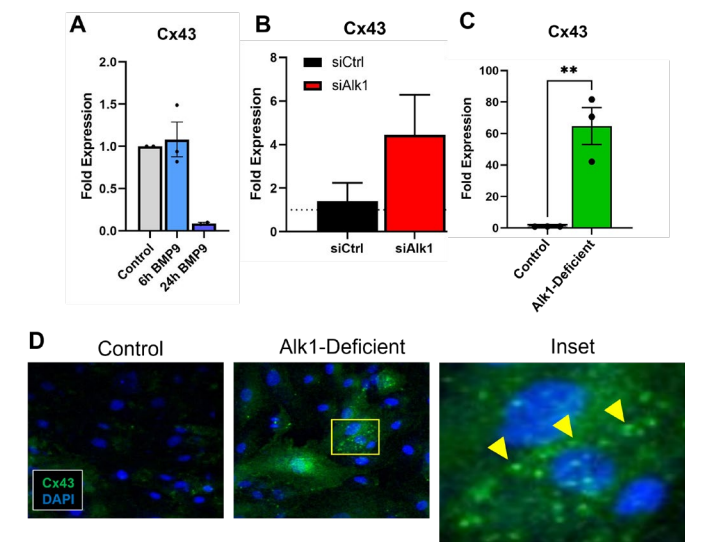 A
Cx43
Fold Expression
2.0
1.5
1.0
0.5
0.0
Control
6h BMP9
24h BMP9
B
Cx43
Fold Expression
8
6
4
2
0
siCtrl
siAlk1
siCtrl
siAlk1
C
Cx43
Fold Expression
100
80
60
40
20
0
**
Control
Alk1-Deficient
D
Control
Alk1-Deficient
Inset
Cx43
DAPI